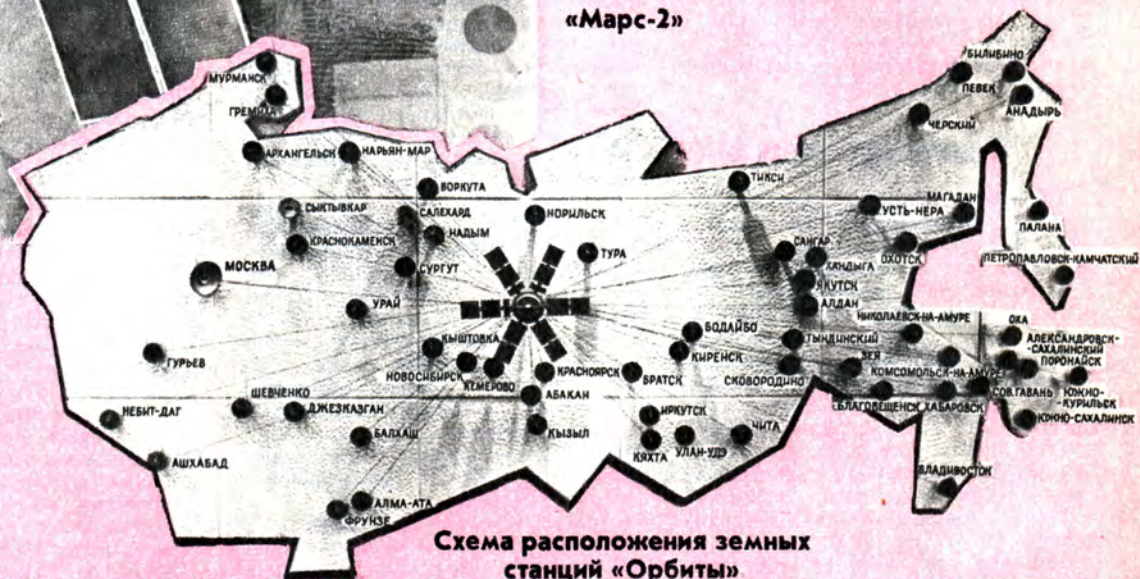 «Марс-2»
БИЛИБИНО
МУРМАНСК
ПЕВЕК
ГРЕМИХА
ЧЕРСКИЙ
АНАДЫРЬ
АРХАНГЕЛЬСК
НАРЬЯН-МАР
ТИКСИ
ВОРКУТА
СЫКТЫВКАР
САЛЕХАРД
НОРИЛЬСК
УСТЬ-НЕРА
МАГАДАН
ПАЛАНА
НАДЫМ
КРАСНОКАМЕНСК
САНГАР
ТУРА
ХАНДЫГА
ОХОТСК
ПЕТРОПАВЛОВСК-КАМЧАТСКИЙ
МОСКВА
СУРГУТ
ЯКУТСК
АЛДАН
УРАЙ
НИКОЛАЕВСК-НА-АМУРЕ
ОХА
БОДАЙБО
ТЫНДИНСКИЙ
АЛЕКСАНДРОВСК-
-САХАЛИНСКИЙ
КЫШТОВКА
КИРЕНСК
ГУРЬЕВ
ЗЕЯ
ПОРОНАЙСК
НОВОСИБИРСК
КЕМЕРОВО
КРАСНОЯРСК
БРАТСК
СКОВОРОДИНО
КОМСОМОЛЬСК-НА-АМУРЕ
ШЕВЧЕНКО
АБАКАН
БЛАГОВЕЩЕНСК
ХАБАРОВСК
СОВ.ГАВАНЬ
ЮЖНО-
-КУРИЛЬСК
НЕБИТ-ДАГ
ДЖЕЗКАЗГАН
ИРКУТСК
ЮЖНО-САХАЛИНСК
БАЛХАШ
КЫЗЫЛ
КЯХТА
УЛАН-УДЭ
ЧИТА
АШХАБАД
ВЛАДИВОСТОК
АЛМА-АТА
ФРУНЗЕ
Схема расположения земных
станций «Орбиты»